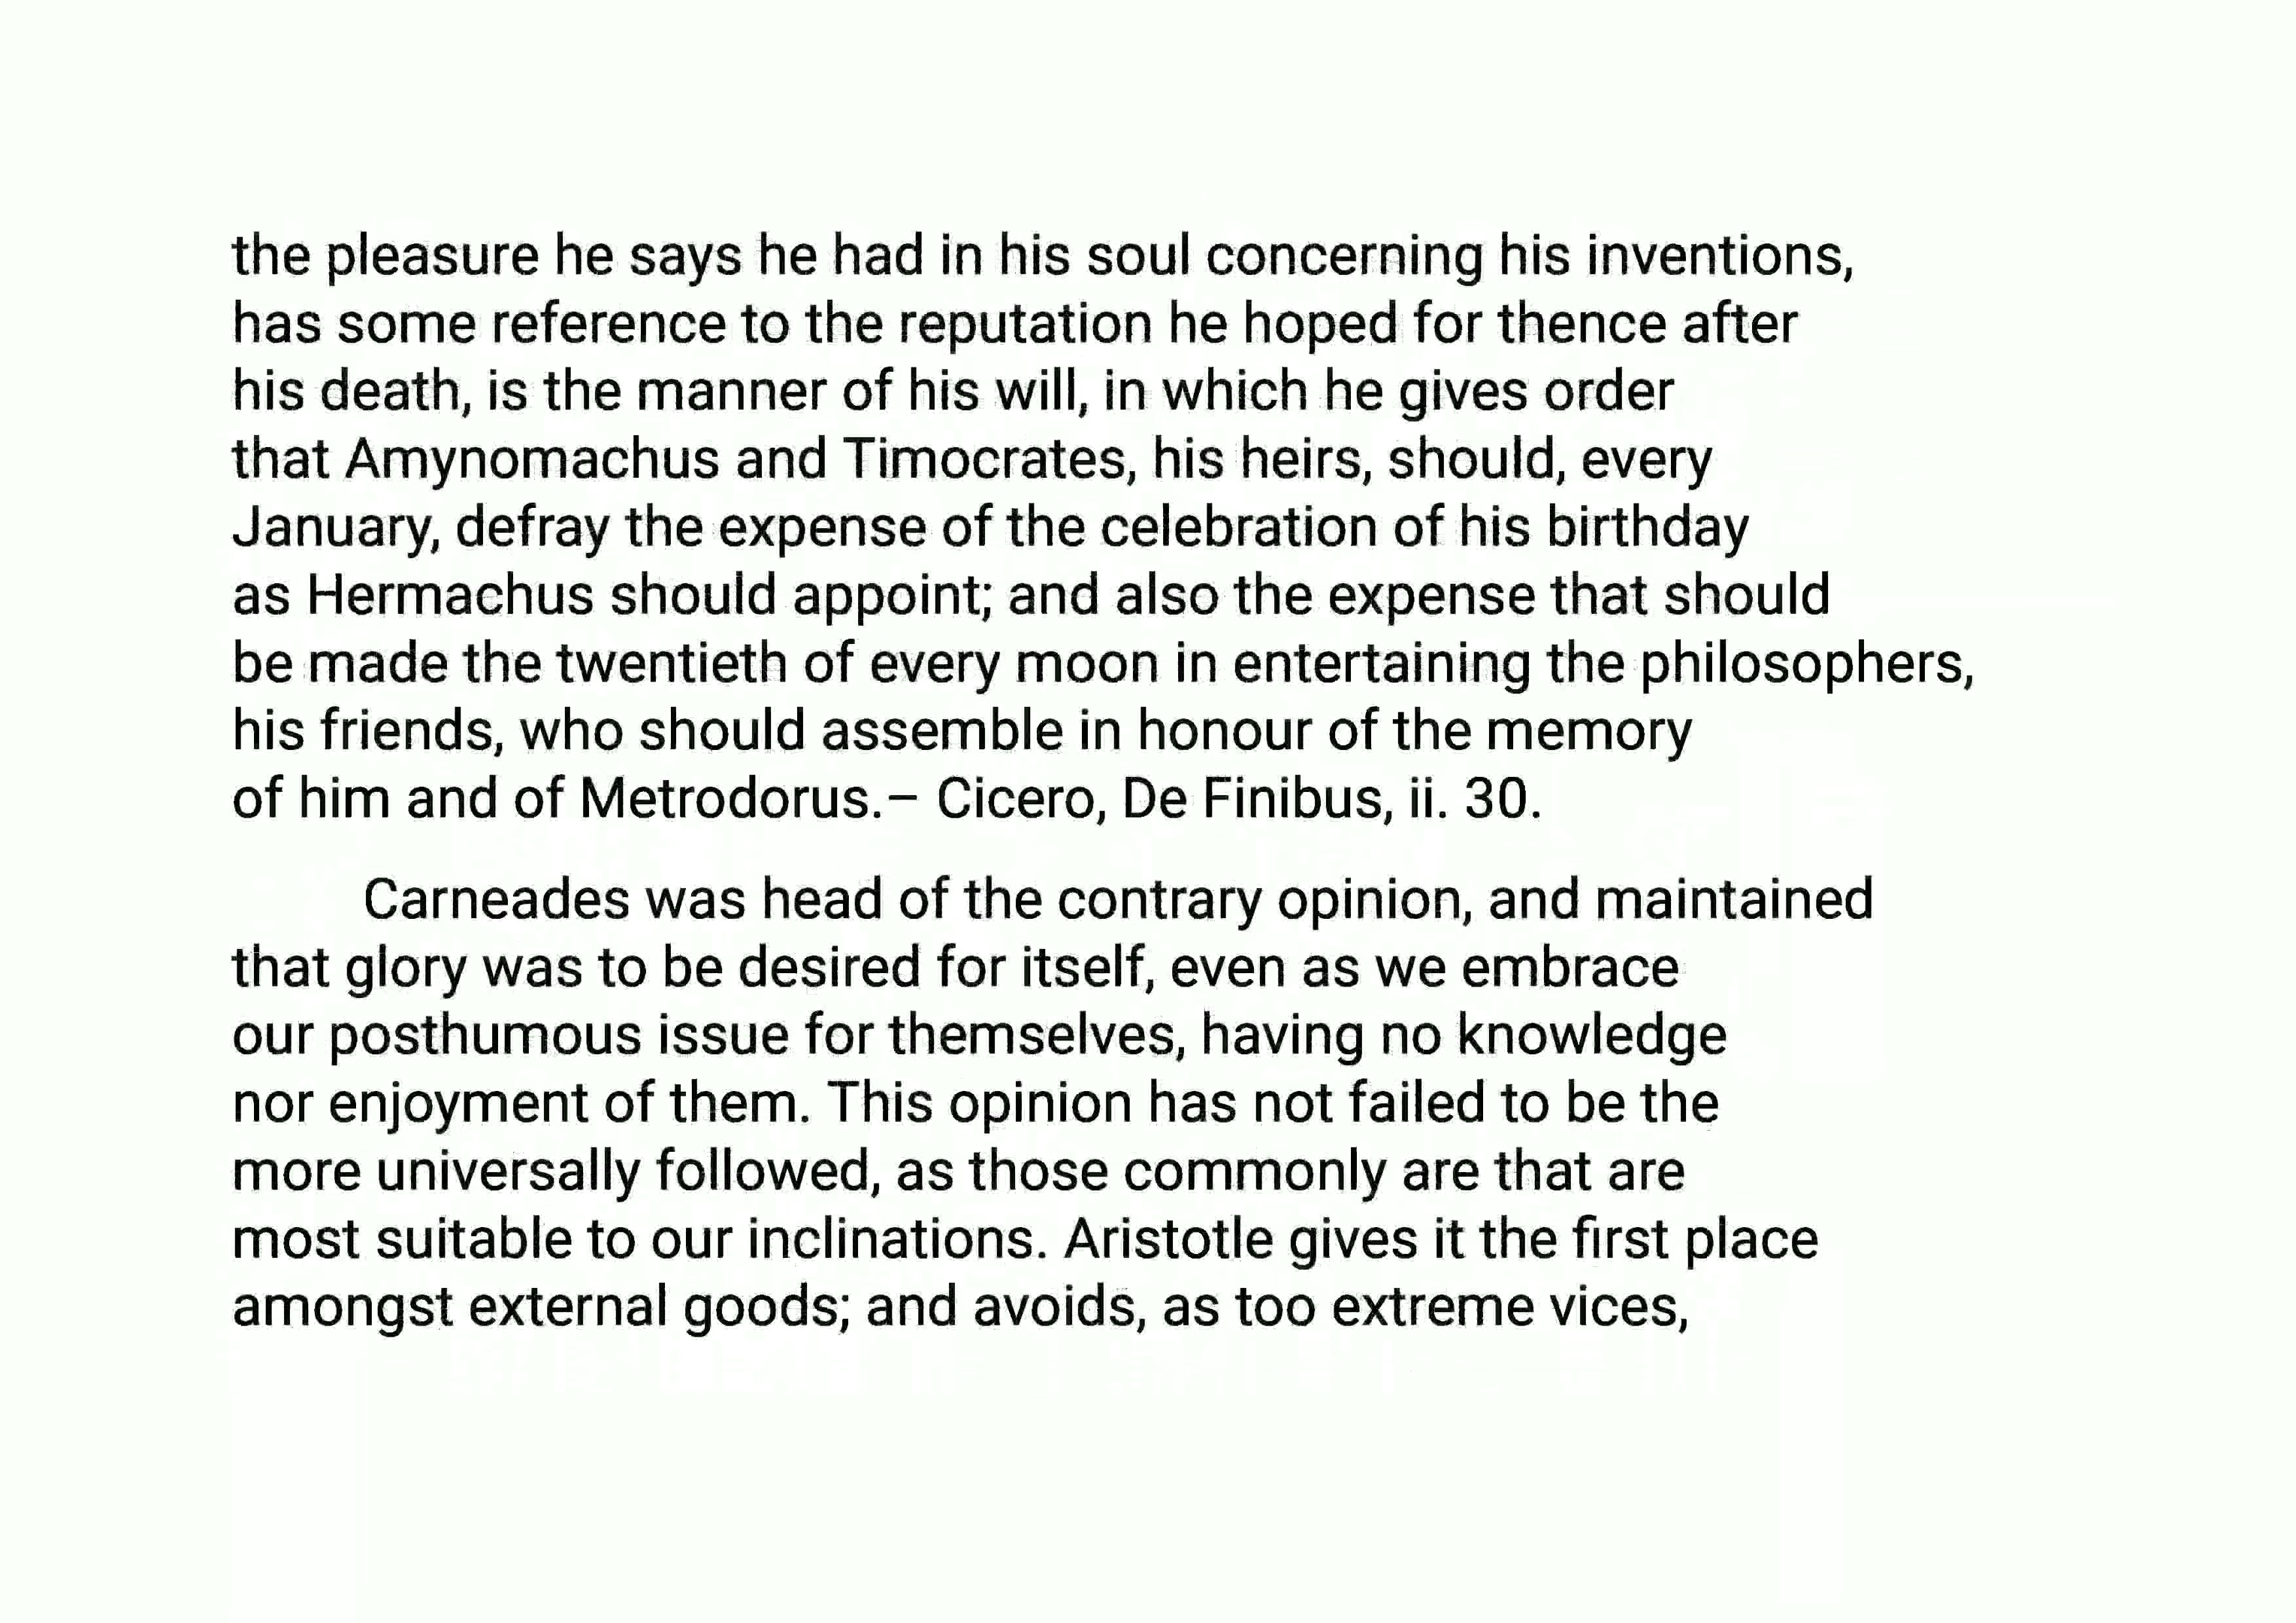 the pleasure he says he had in his soul concerning his inventions,
has some reference to the reputation he hoped for thence after
his death, is the manner of his will, in which he gives order
that Amynomachus and Timocrates, his heirs, should, every
January, defray the expense of the celebration of his birthday
as Hermachus should appoint; and also the expense that should
be made the twentieth of every moon in entertaining the philosophers,
his friends, who should assemble in honour of the memory
of him and of Metrodorus.– Cicero, De Finibus, ii. 30.
Carneades was head of the contrary opinion, and maintained
that glory was to be desired for itself, even as we embrace
our posthumous issue for themselves, having no knowledge
nor enjoyment of them. This opinion has not failed to be the
more universally followed, as those commonly are that are
most suitable to our inclinations. Aristotle gives it the first place
amongst external goods; and avoids, as too extreme vices,